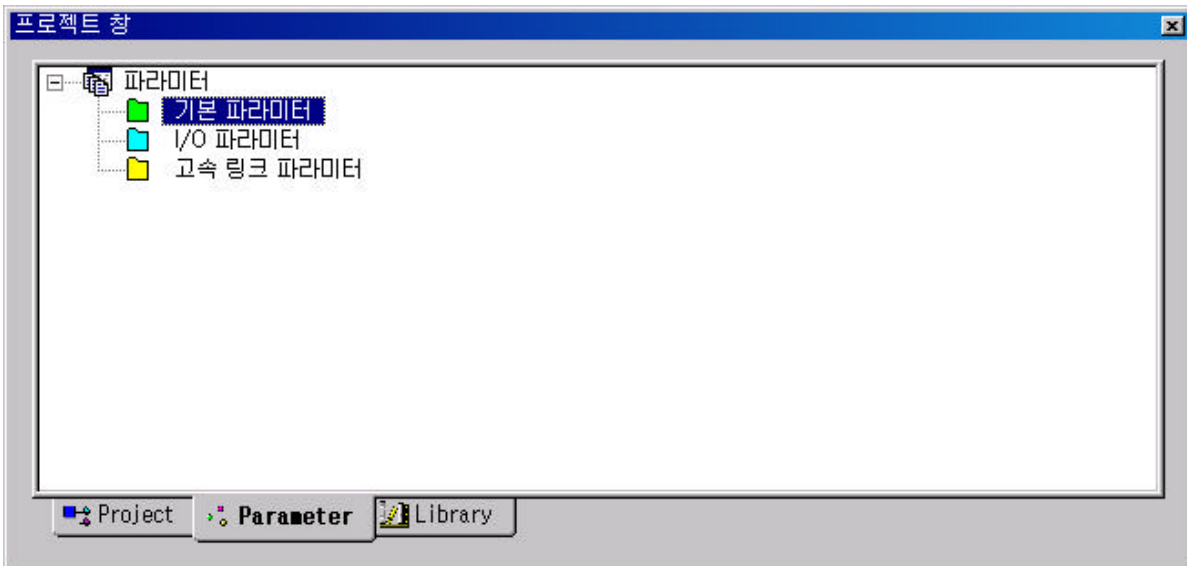 프로젝트 창
파라미터
기본 파라미터
I/O 파라미터
고속 링크 파라미터
Project Parameter Library